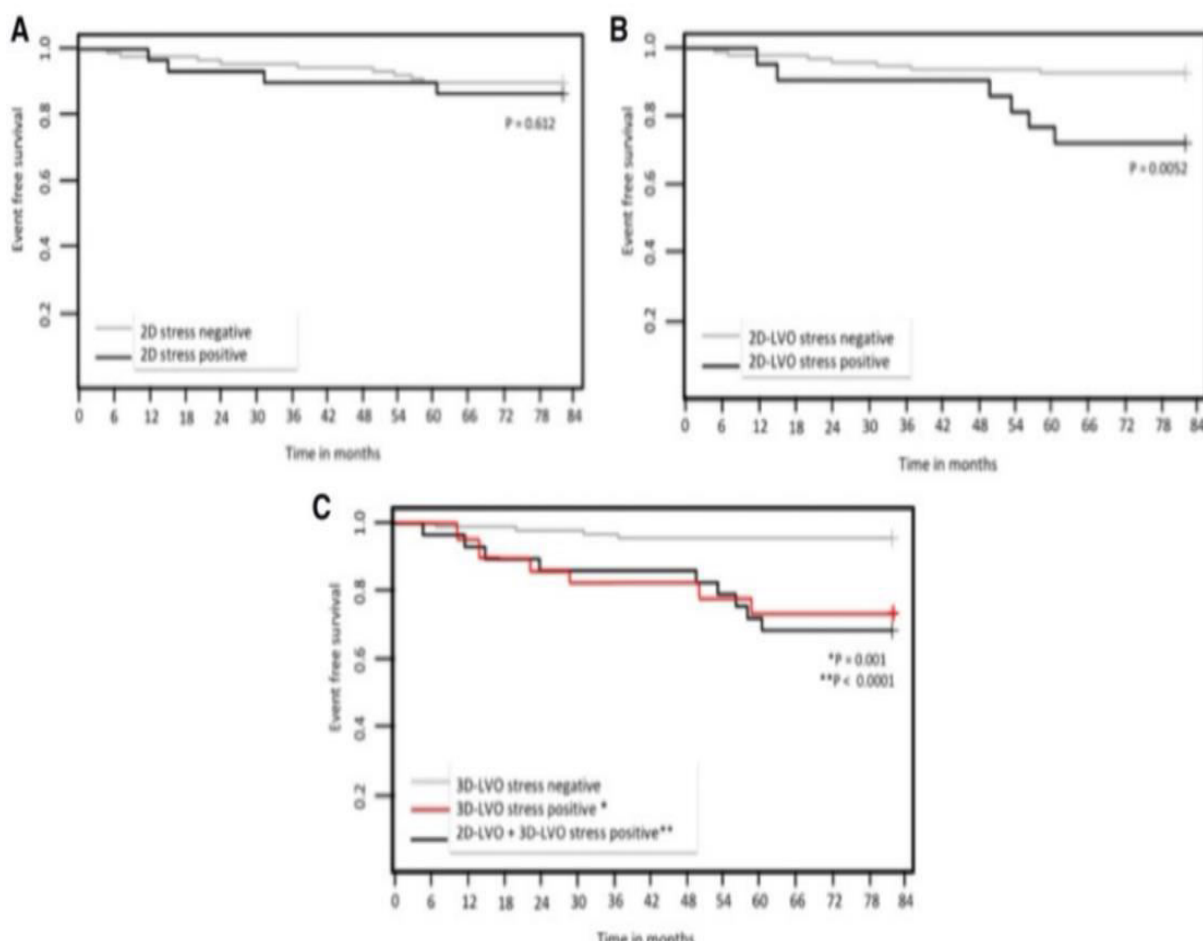 A
Event free survival
1.0
0.8
0.6
0.4
0.2
P = 0.612
2D stress negative
2D stress positive
0 6 12 18 24 30 36 42 48 54 60 66 72 78 84
Time in months
B
Event free survival
1.0
0.8
0.6
0.4
0.2
P = 0.0052
2D-LVO stress negative
2D-LVO stress positive
0 6 12 18 24 30 36 42 48 54 60 66 72 78 84
Time in months
C
Event free survival
1.0
0.8
0.6
0.4
0.2
*P = 0.001
**P < 0.0001
3D-LVO stress negative
3D-LVO stress positive *
2D-LVO + 3D-LVO stress positive**
0 6 12 18 24 30 36 42 48 54 60 66 72 78 84
Time in months